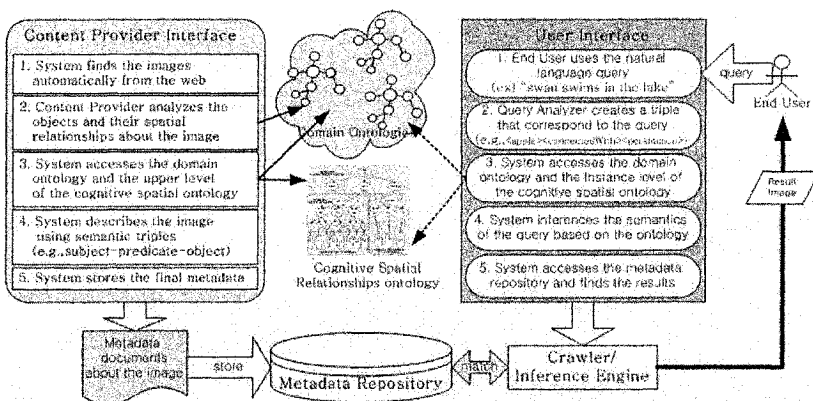 Content Provider Interface
1. System finds the images
automatically from the web
2. Content Provider analyzes the
objects and their spatial
relationships about the image
3. System accesses the domain
ontology and the upper level
of the cognitive spatial ontology
4. System describes the image
using semantic triples
(e.g.,subject-predicate-object)
5. System stores the final metadata
Domain Ontologies
Cognitive Spatial
Relationships ontology
User Interface
1. End User uses the natural
language query
(ex) "swan swims in the lake"
2. Query Analyzer creates a triple
that correspond to the query
(e.g.,
3. System accesses the domain
ontology and the Instance level of
the cognitive spatial ontology
4. System inferences the semantics
of the query based on the ontology
5. System accesses the metadata
repository and finds the results
query
End User
Result
Image
Metadata
documents
about the image
store
Metadata Repository
match
Crawler/
Inference Engine